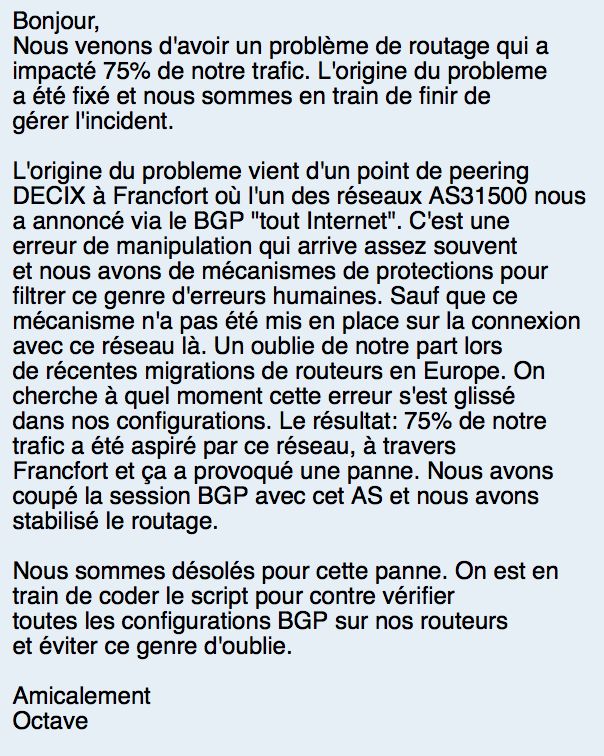 Bonjour,
Nous venons d'avoir un problème de routage qui a
impacté 75% de notre trafic. L'origine du probleme
a été fixé et nous sommes en train de finir de
gérer l'incident.

L'origine du probleme vient d'un point de peering
DECIX à Francfort où l'un des réseaux AS31500 nous
a annoncé via le BGP "tout Internet". C'est une
erreur de manipulation qui arrive assez souvent
et nous avons de mécanismes de protections pour
filtrer ce genre d'erreurs humaines. Sauf que ce
mécanisme n'a pas été mis en place sur la connexion
avec ce réseau là. Un oublie de notre part lors
de récentes migrations de routeurs en Europe. On
cherche à quel moment cette erreur s'est glissé
dans nos configurations. Le résultat: 75% de notre
trafic a été aspiré par ce réseau, à travers
Francfort et ça a provoqué une panne. Nous avons
coupé la session BGP avec cet AS et nous avons
stabilisé le routage.

Nous sommes désolés pour cette panne. On est en
train de coder le script pour contre vérifier
toutes les configurations BGP sur nos routeurs
et éviter ce genre d'oublie.

Amicalement
Octave